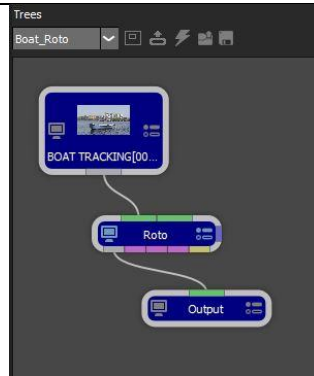 Trees
Boat_Roto
BOAT TRACKING[00...
Roto
Output